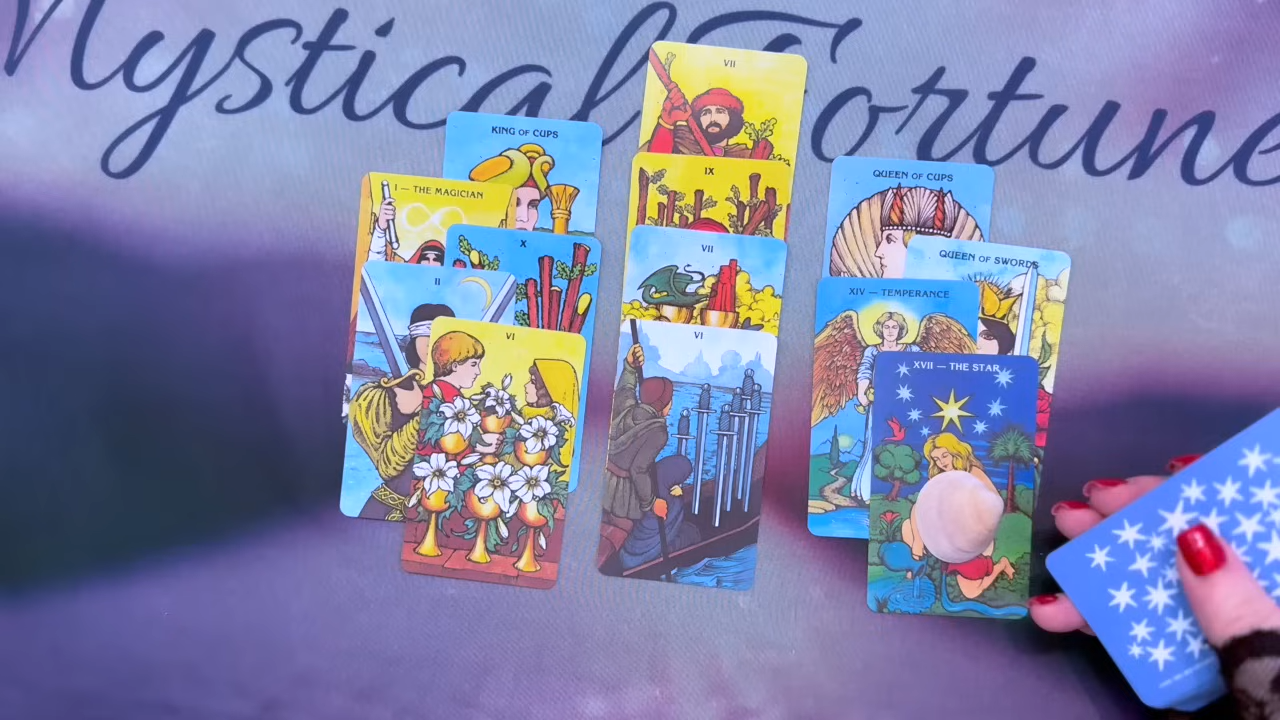 Mystical Fortune
VII
KING OF CUPS
IX
QUEEN OF CUPS
I — THE MAGICIAN
X
VII
QUEEN OF SWORDS
II
XIV — TEMPERANCE
VI
VI
XVII — THE STAR